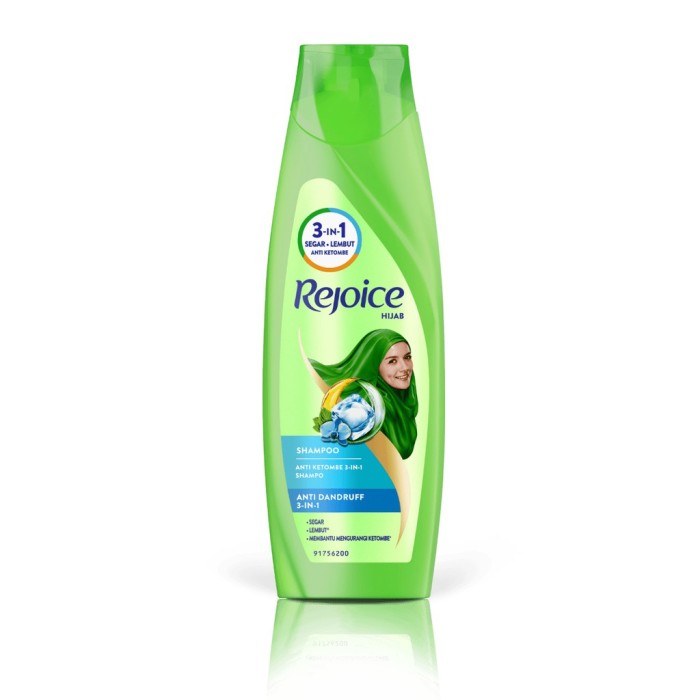 3-IN-1
SEGAR • LEMBUT
ANTI KETOMBE
Rejoice
HIJAB
SHAMPOO
ANTI KETOMBE 3-IN-1
SHAMPO
ANTI DANDRUFF
3-IN-1
• SEGAR
• LEMBUT*
• MEMBANTU MENGURANGI KETOMBE*
91756200